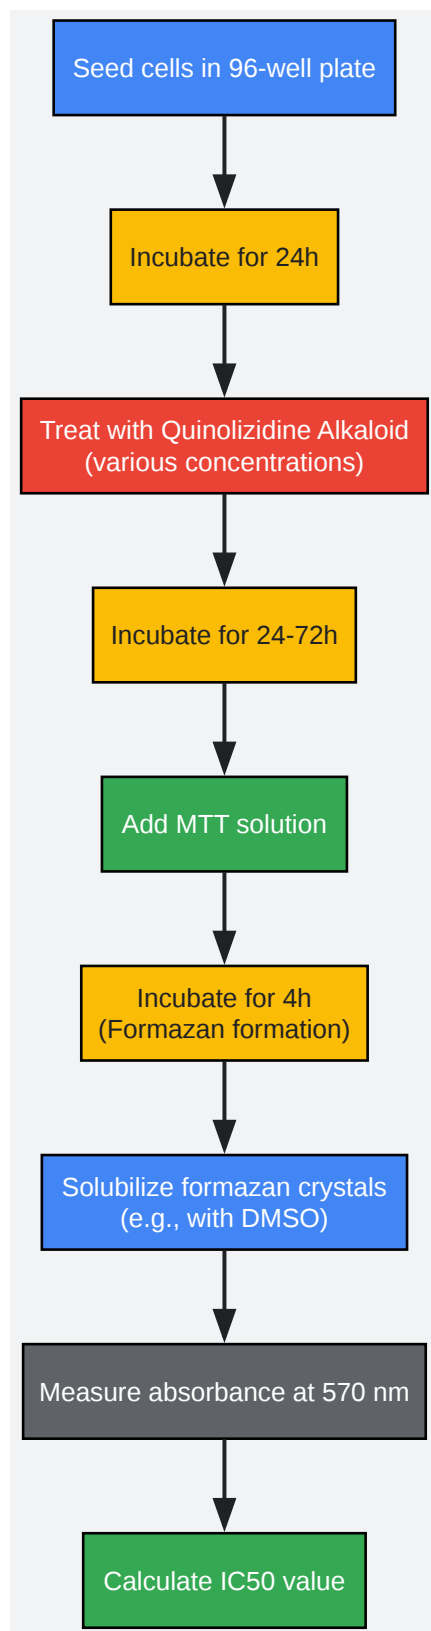 Seed cells in 96-well plate
Incubate for 24h
Treat with Quinolizidine Alkaloid
(various concentrations)
Incubate for 24-72h
Add MTT solution
Incubate for 4h
(Formazan formation)
Solubilize formazan crystals
(e.g., with DMSO)
Measure absorbance at 570 nm
Calculate IC50 value